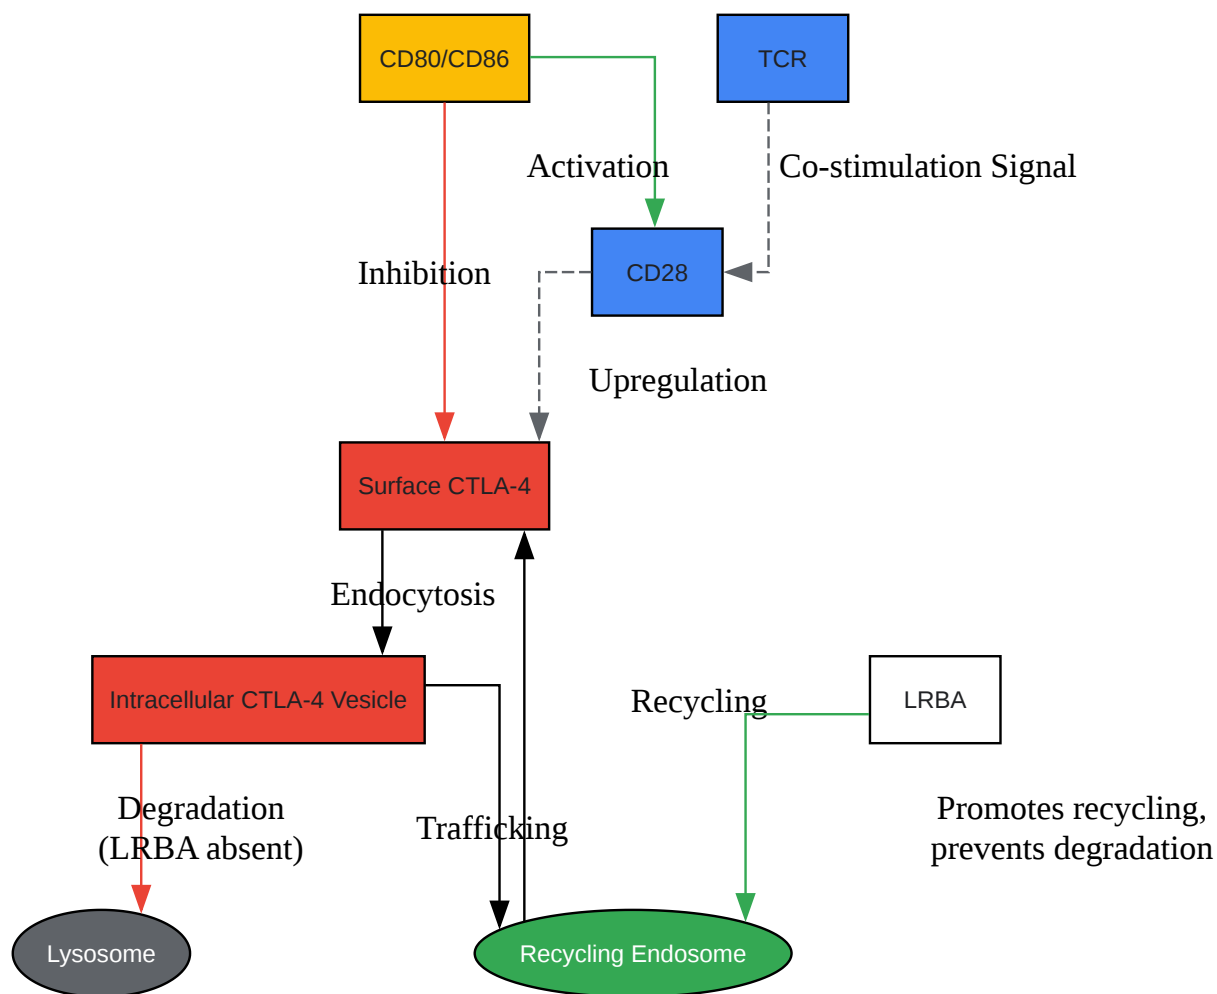 CD80/CD86
TCR
Activation
Co-stimulation Signal
Inhibition
CD28
Upregulation
Surface CTLA-4
Endocytosis
Intracellular CTLA-4 Vesicle
Recycling
LRBA
Degradation
(LRBA absent)
Trafficking
Promotes recycling,
prevents degradation
Lysosome
Recycling Endosome